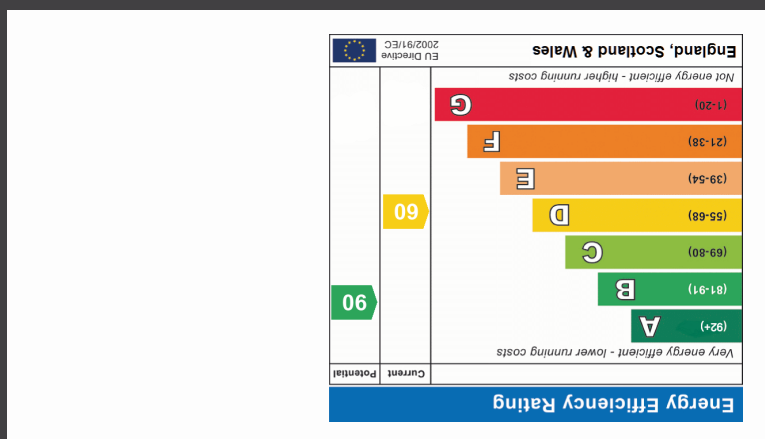 Energy Efficiency Rating
Current
Potential
Very energy efficient - lower running costs
(92+) A
(81-91) B
(69-80) C
(55-68) D
(39-54) E
(21-38) F
(1-20) G
90
60
Not energy efficient - higher running costs
England, Scotland & Wales
EU Directive
2002/91/EC